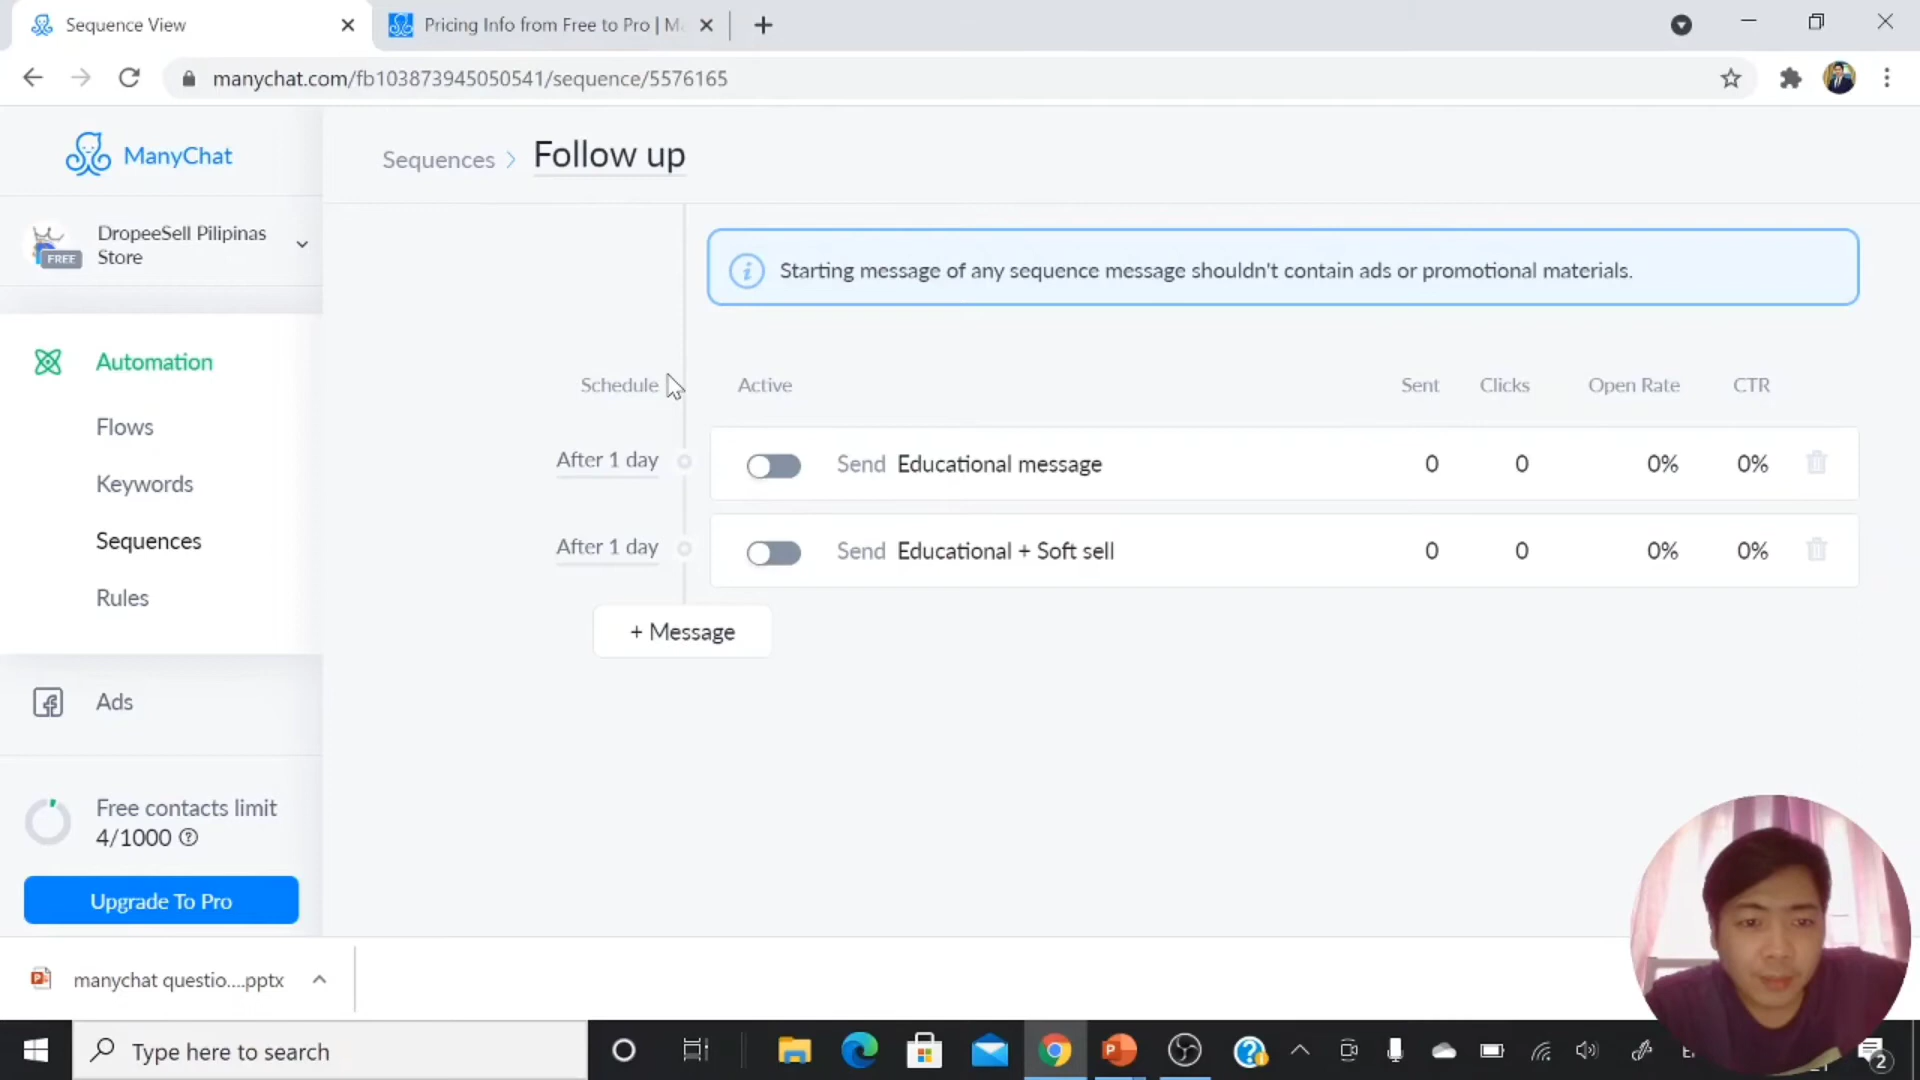 Sequence View
Pricing Info from Free to Pro | M
manychat.com/fb103873945050541/sequence/5576165
ManyChat
Sequences > Follow up
DropeeSell Pilipinas
Store
FREE
Starting message of any sequence message shouldn't contain ads or promotional materials.
Automation
Flows
Keywords
Sequences
Rules
Schedule Active Sent Clicks Open Rate CTR
After 1 day Send Educational message 0 0 0% 0%
After 1 day Send Educational + Soft sell 0 0 0% 0%
+ Message
Ads
Free contacts limit
4/1000
Upgrade To Pro
manychat questio....pptx
Type here to search
2